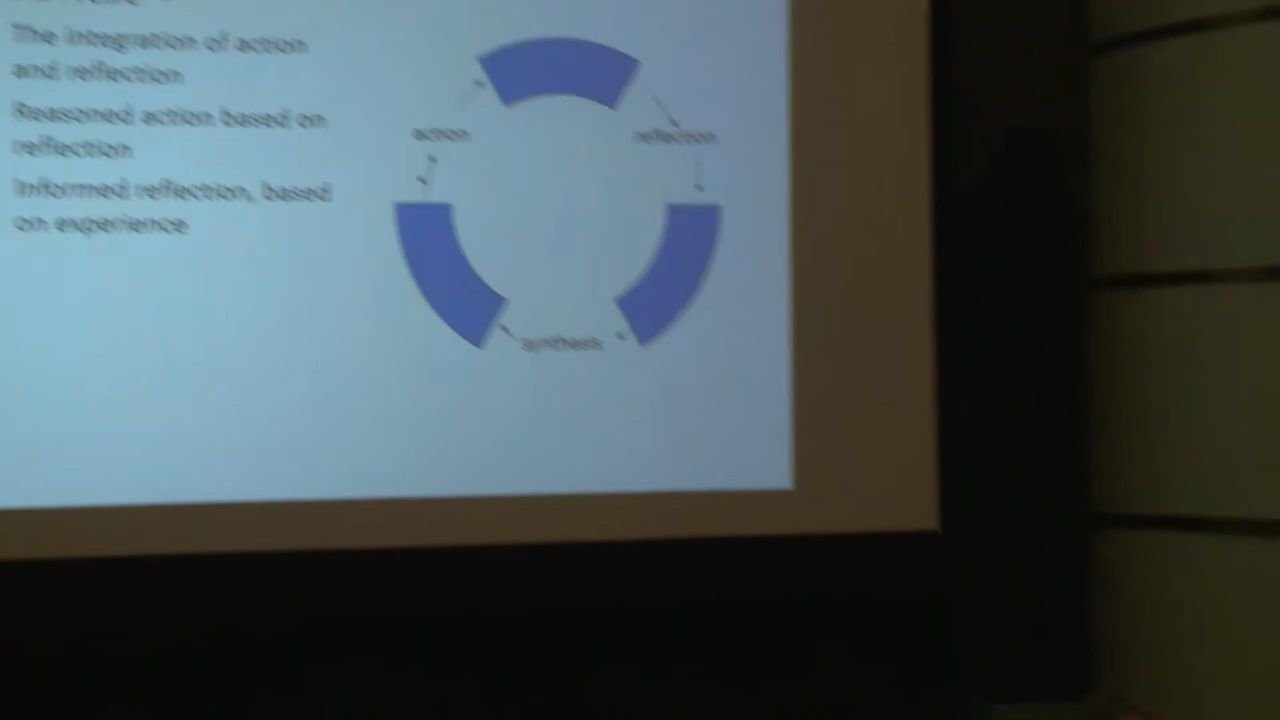 The integration of action
and reflection
Reasoned action based on
reflection
Informed reflection, based
on experience
action
reflection
synthesis